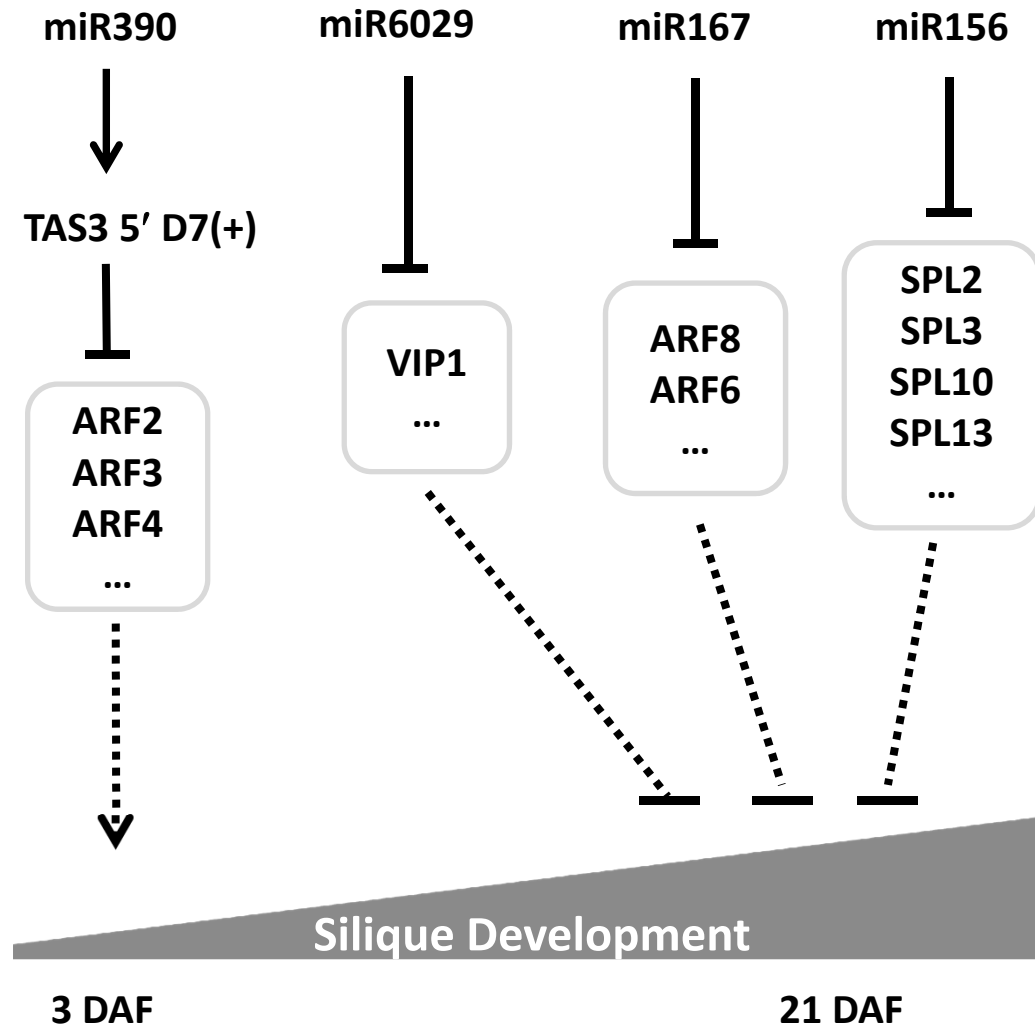 miR390
miR6029
miR167
miR156
TAS3 5′ D7(+)
ARF2
ARF3
ARF4
...
VIP1
...
ARF8
ARF6
...
SPL2
SPL3
SPL10
SPL13
...
Silique Development
3 DAF
21 DAF